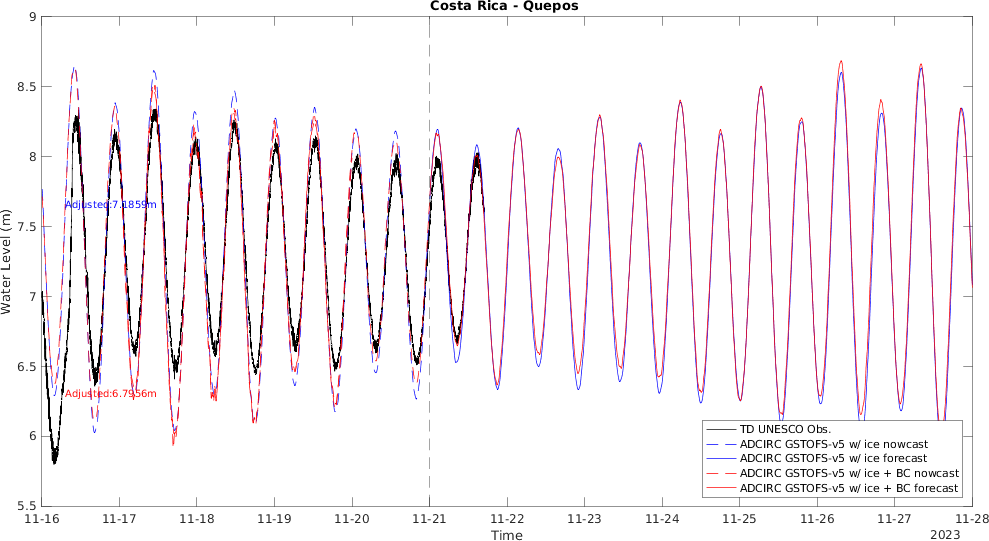 Costa Rica - Quepos
9
8.5
8
7.5
7
6.5
6
5.5
Water Level (m)
Adjusted:7.1859m
Adjusted:6.7956m
TD UNESCO Obs.
ADCIRC GSTOFS-v5 w/ ice nowcast
ADCIRC GSTOFS-v5 w/ ice forecast
ADCIRC GSTOFS-v5 w/ ice + BC nowcast
ADCIRC GSTOFS-v5 w/ ice + BC forecast
11-16 11-17 11-18 11-19 11-20 11-21 11-22 11-23 11-24 11-25 11-26 11-27 11-28
Time
2023